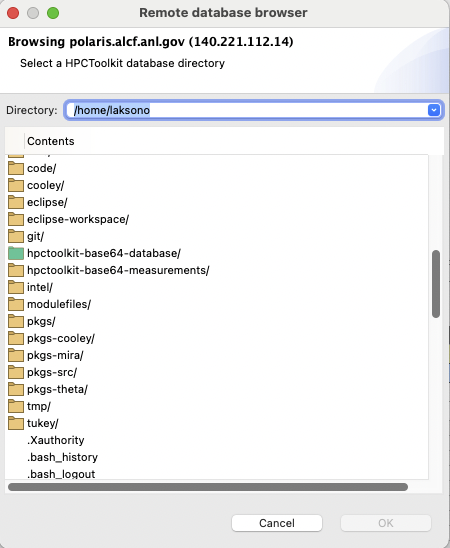 Remote database browser
Browsing polaris.alcf.anl.gov (140.221.112.14)
Select a HPCToolkit database directory
Directory: /home/laksono
Contents
code/
cooley/
eclipse/
eclipse-workspace/
git/
hpctoolkit-base64-database/
hpctoolkit-base64-measurements/
intel/
modulefiles/
pkgs/
pkgs-cooley/
pkgs-mira/
pkgs-src/
pkgs-theta/
tmp/
tukey/
.Xauthority
.bash_history
.bash_logout
Cancel
OK